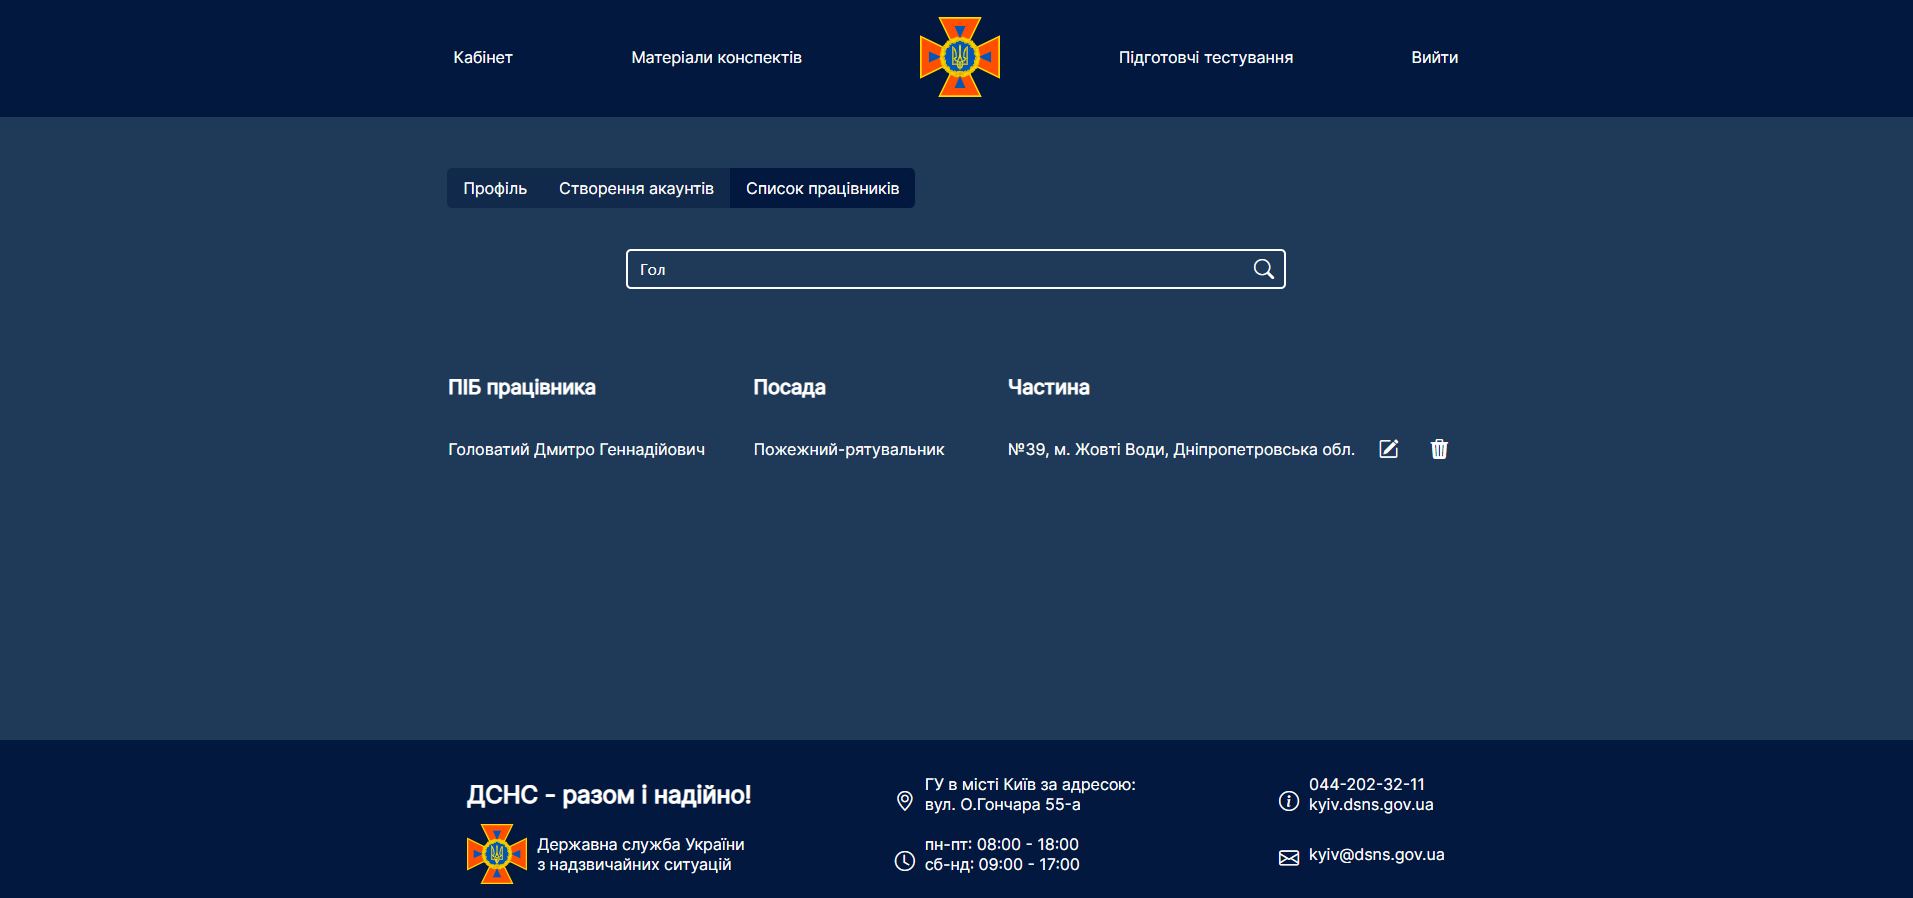 Кабінет
Матеріали конспектів
Підготовчі тестування
Вийти
Профіль
Створення акаунтів
Список працівників
Гол
ПІБ працівника
Посада
Частина
Головатий Дмитро Геннадійович
Пожежний-рятувальник
№39, м. Жовті Води, Дніпропетровська обл.
ДСНС - разом і надійно!
Державна служба України
з надзвичайних ситуацій
ГУ в місті Київ за адресою:
вул. О.Гончара 55-а
пн-пт: 08:00 - 18:00
сб-нд: 09:00 - 17:00
044-202-32-11
kyiv.dsns.gov.ua
kyiv@dsns.gov.ua